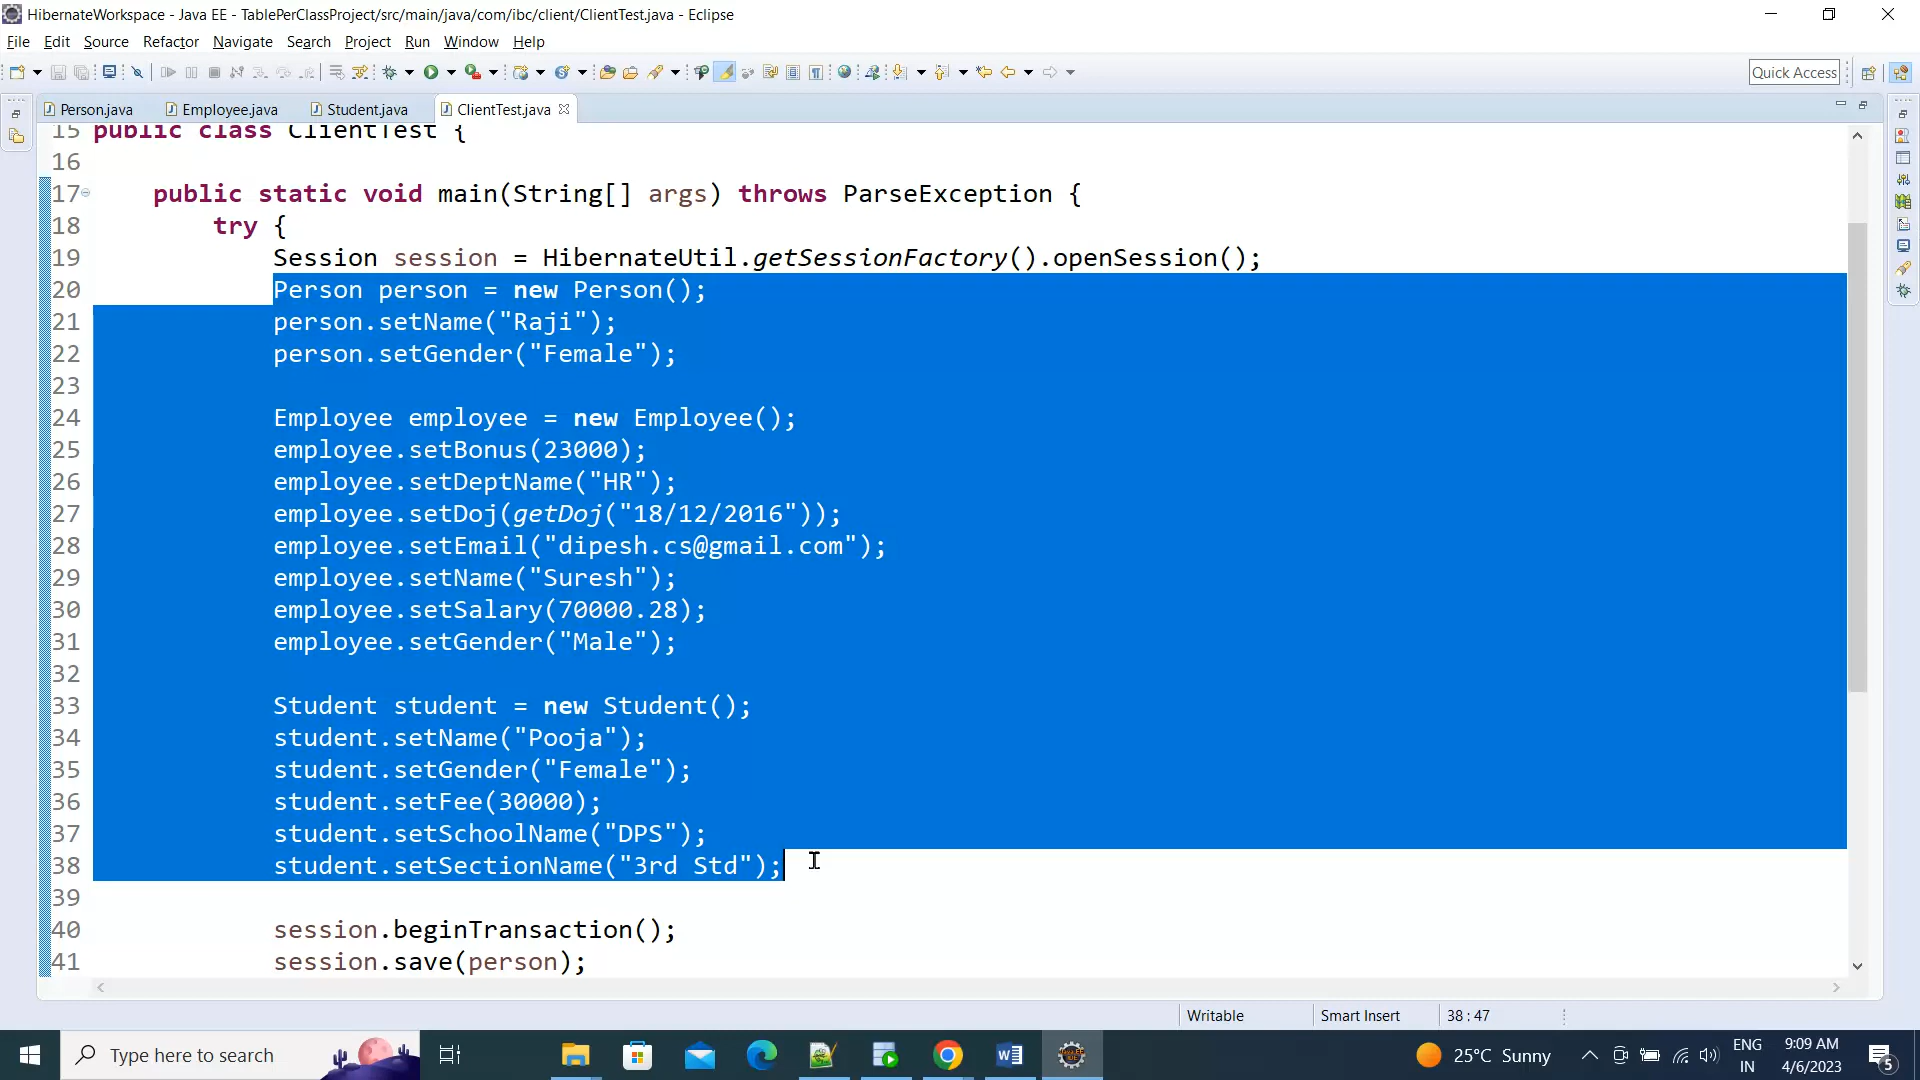 HibernateWorkspace - Java EE - TablePerClassProject/src/main/java/com/ibc/client/ClientTest.java - Eclipse
File Edit Source Refactor Navigate Search Project Run Window Help
Quick Access
Person.java Employee.java Student.java ClientTest.java
15 public class ClientTest {
16
17 public static void main(String[] args) throws ParseException {
18 try {
19 Session session = HibernateUtil.getSessionFactory().openSession();
20 Person person = new Person();
21 person.setName("Raji");
22 person.setGender("Female");
23
24 Employee employee = new Employee();
25 employee.setBonus(23000);
26 employee.setDeptName("HR");
27 employee.setDoj(getDoj("18/12/2016"));
28 employee.setEmail("dipesh.cs@gmail.com");
29 employee.setName("Suresh");
30 employee.setSalary(70000.28);
31 employee.setGender("Male");
32
33 Student student = new Student();
34 student.setName("Pooja");
35 student.setGender("Female");
36 student.setFee(30000);
37 student.setSchoolName("DPS");
38 student.setSectionName("3rd Std");
39
40 session.beginTransaction();
41 session.save(person);
Writable Smart Insert 38 : 47
Type here to search
25°C Sunny
ENG
IN
9:09 AM
4/6/2023
5